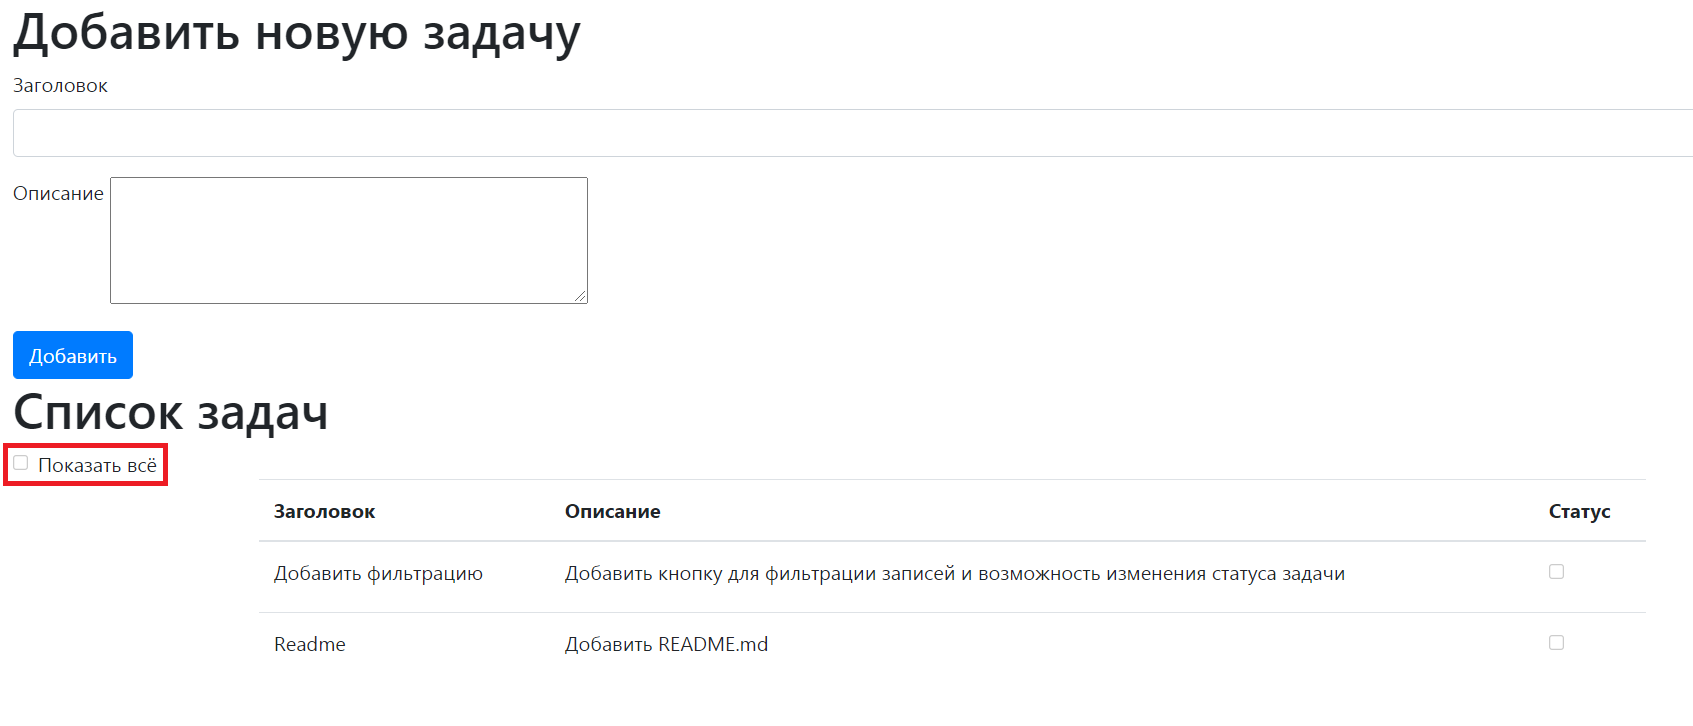 Добавить новую задачу
Заголовок
Описание
Добавить
Список задач
Показать всё
Заголовок Описание Статус
Добавить фильтрацию Добавить кнопку для фильтрации записей и возможность изменения статуса задачи
Readme Добавить README.md